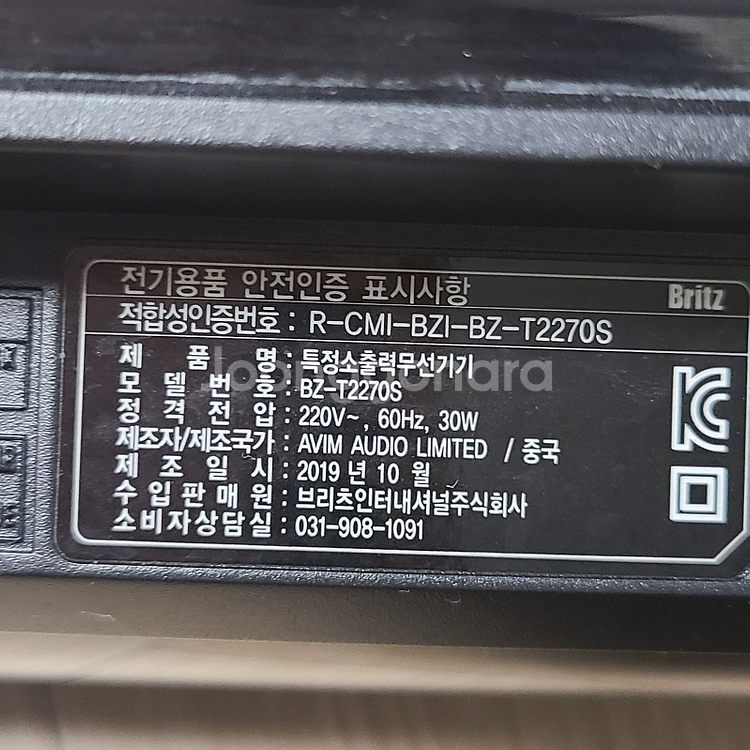 전기용품 안전인증 표시사항 Britz
적합성인증번호 : R-CMI-BZI-BZ-T2270S
제 품 명 : 특정소출력무선기기
모 델 번 호 : BZ-T2270S
정 격 전 압 : 220V~, 60Hz, 30W
제조자/제조국가 : AVIM AUDIO LIMITED / 중국
제 조 일 시 : 2019 년 10 월
수 입 판 매 원 : 브리츠인터내셔널주식회사
소비자상담실 : 031-908-1091